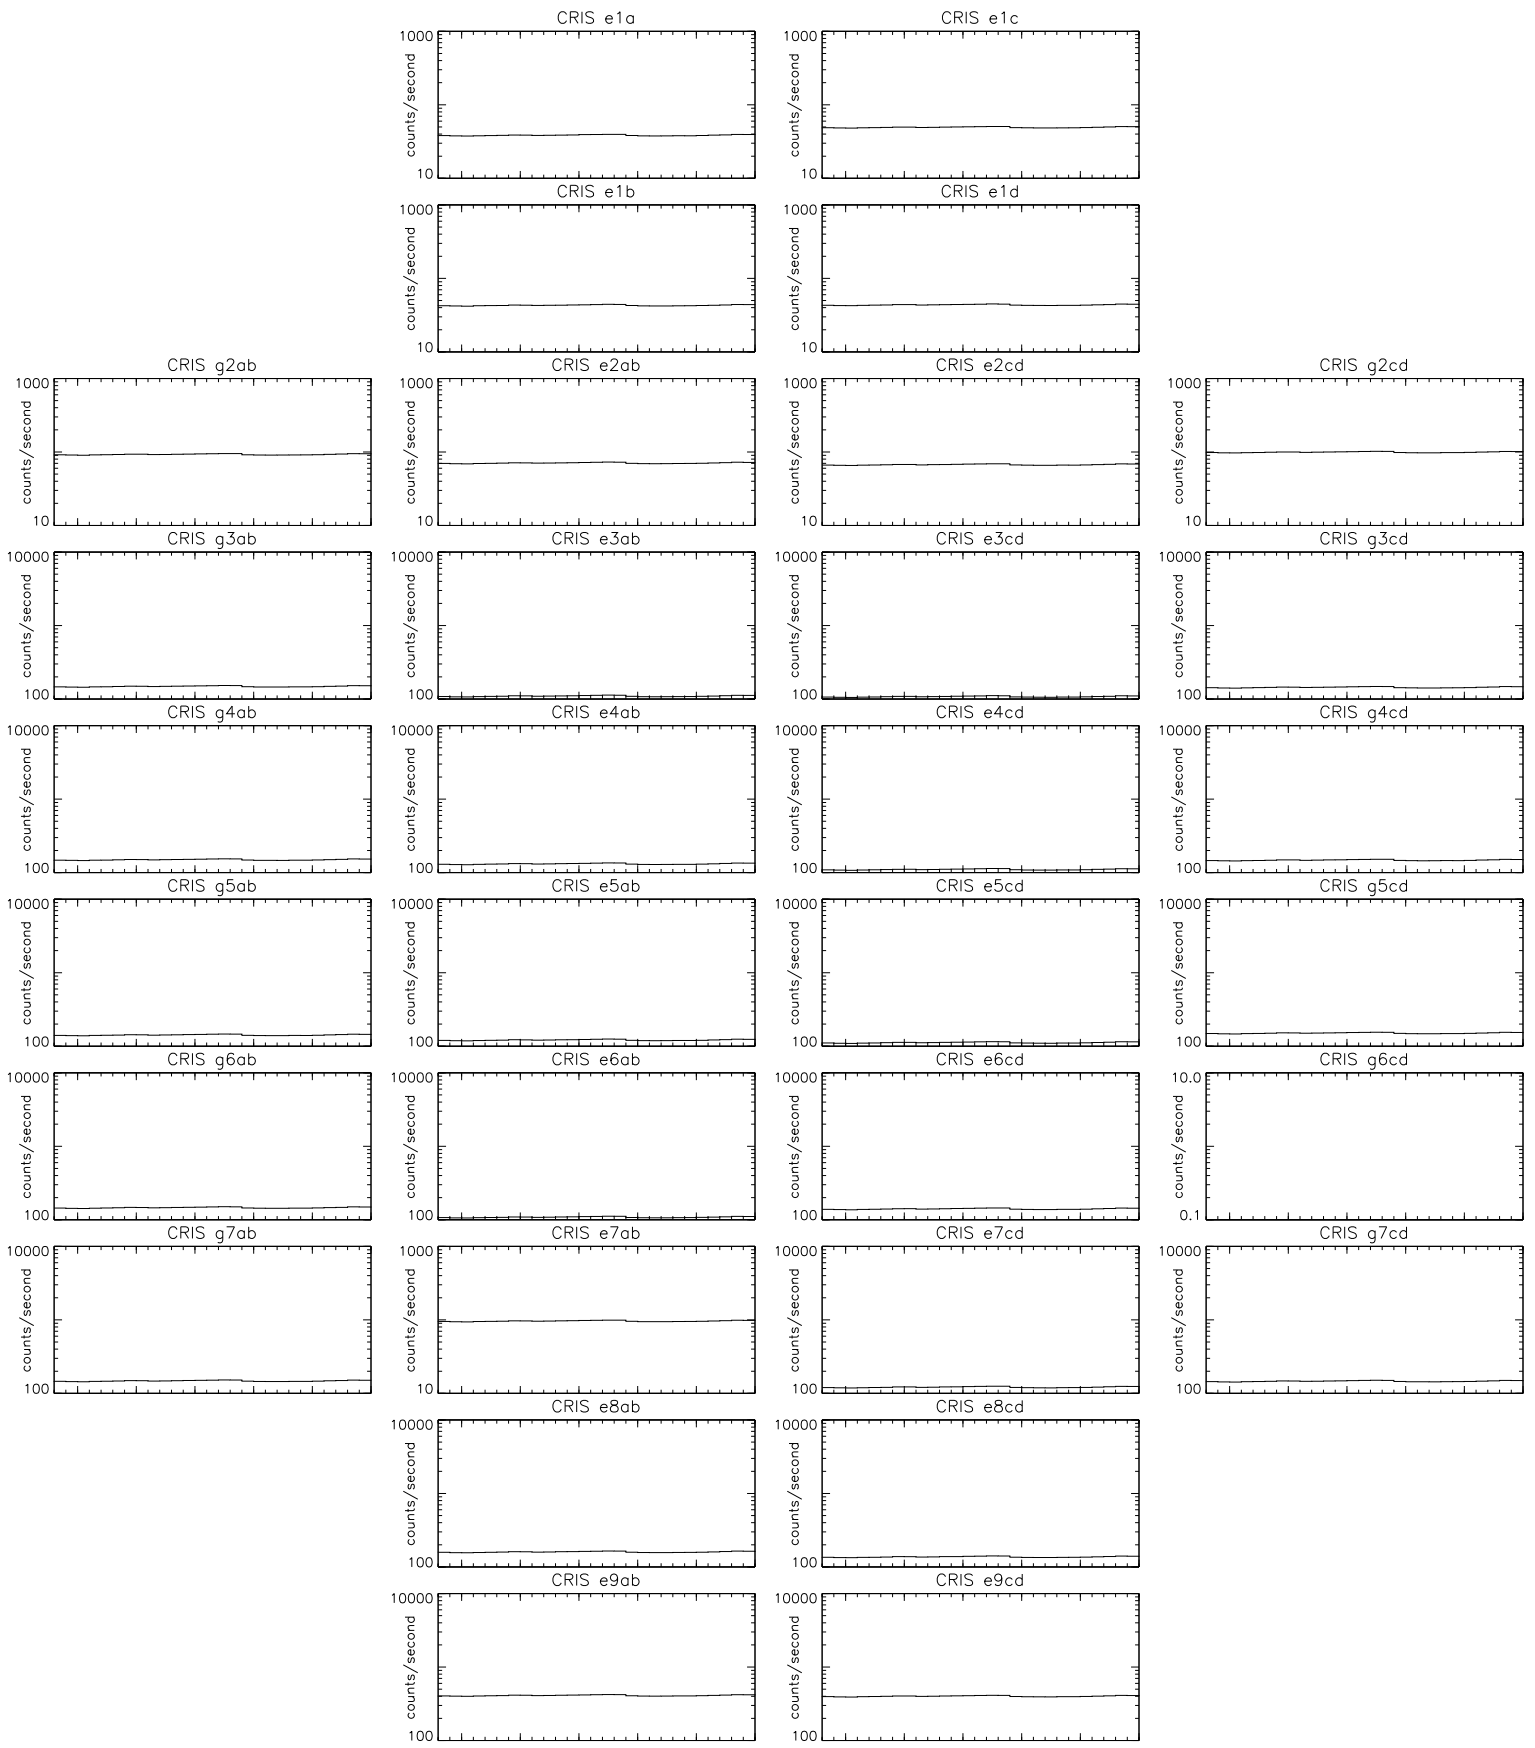 CRIS e1a
CRIS e1c
1000
counts/second
10
1000
counts/second
10
CRIS e1b
CRIS e1d
1000
counts/second
10
1000
counts/second
10
CRIS g2ab
CRIS e2ab
CRIS e2cd
CRIS g2cd
1000
counts/second
10
1000
counts/second
10
1000
counts/second
10
1000
counts/second
10
CRIS g3ab
CRIS e3ab
CRIS e3cd
CRIS g3cd
10000
counts/second
100
10000
counts/second
100
10000
counts/second
100
10000
counts/second
100
CRIS g4ab
CRIS e4ab
CRIS e4cd
CRIS g4cd
10000
counts/second
100
10000
counts/second
100
10000
counts/second
100
10000
counts/second
100
CRIS g5ab
CRIS e5ab
CRIS e5cd
CRIS g5cd
10000
counts/second
100
10000
counts/second
100
10000
counts/second
100
10000
counts/second
100
CRIS g6ab
CRIS e6ab
CRIS e6cd
CRIS g6cd
10000
counts/second
100
10000
counts/second
100
10000
counts/second
100
10.0
counts/second
0.1
CRIS g7ab
CRIS e7ab
CRIS e7cd
CRIS g7cd
10000
counts/second
100
1000
counts/second
10
10000
counts/second
100
10000
counts/second
100
CRIS e8ab
CRIS e8cd
10000
counts/second
100
10000
counts/second
100
CRIS e9ab
CRIS e9cd
10000
counts/second
100
10000
counts/second
100